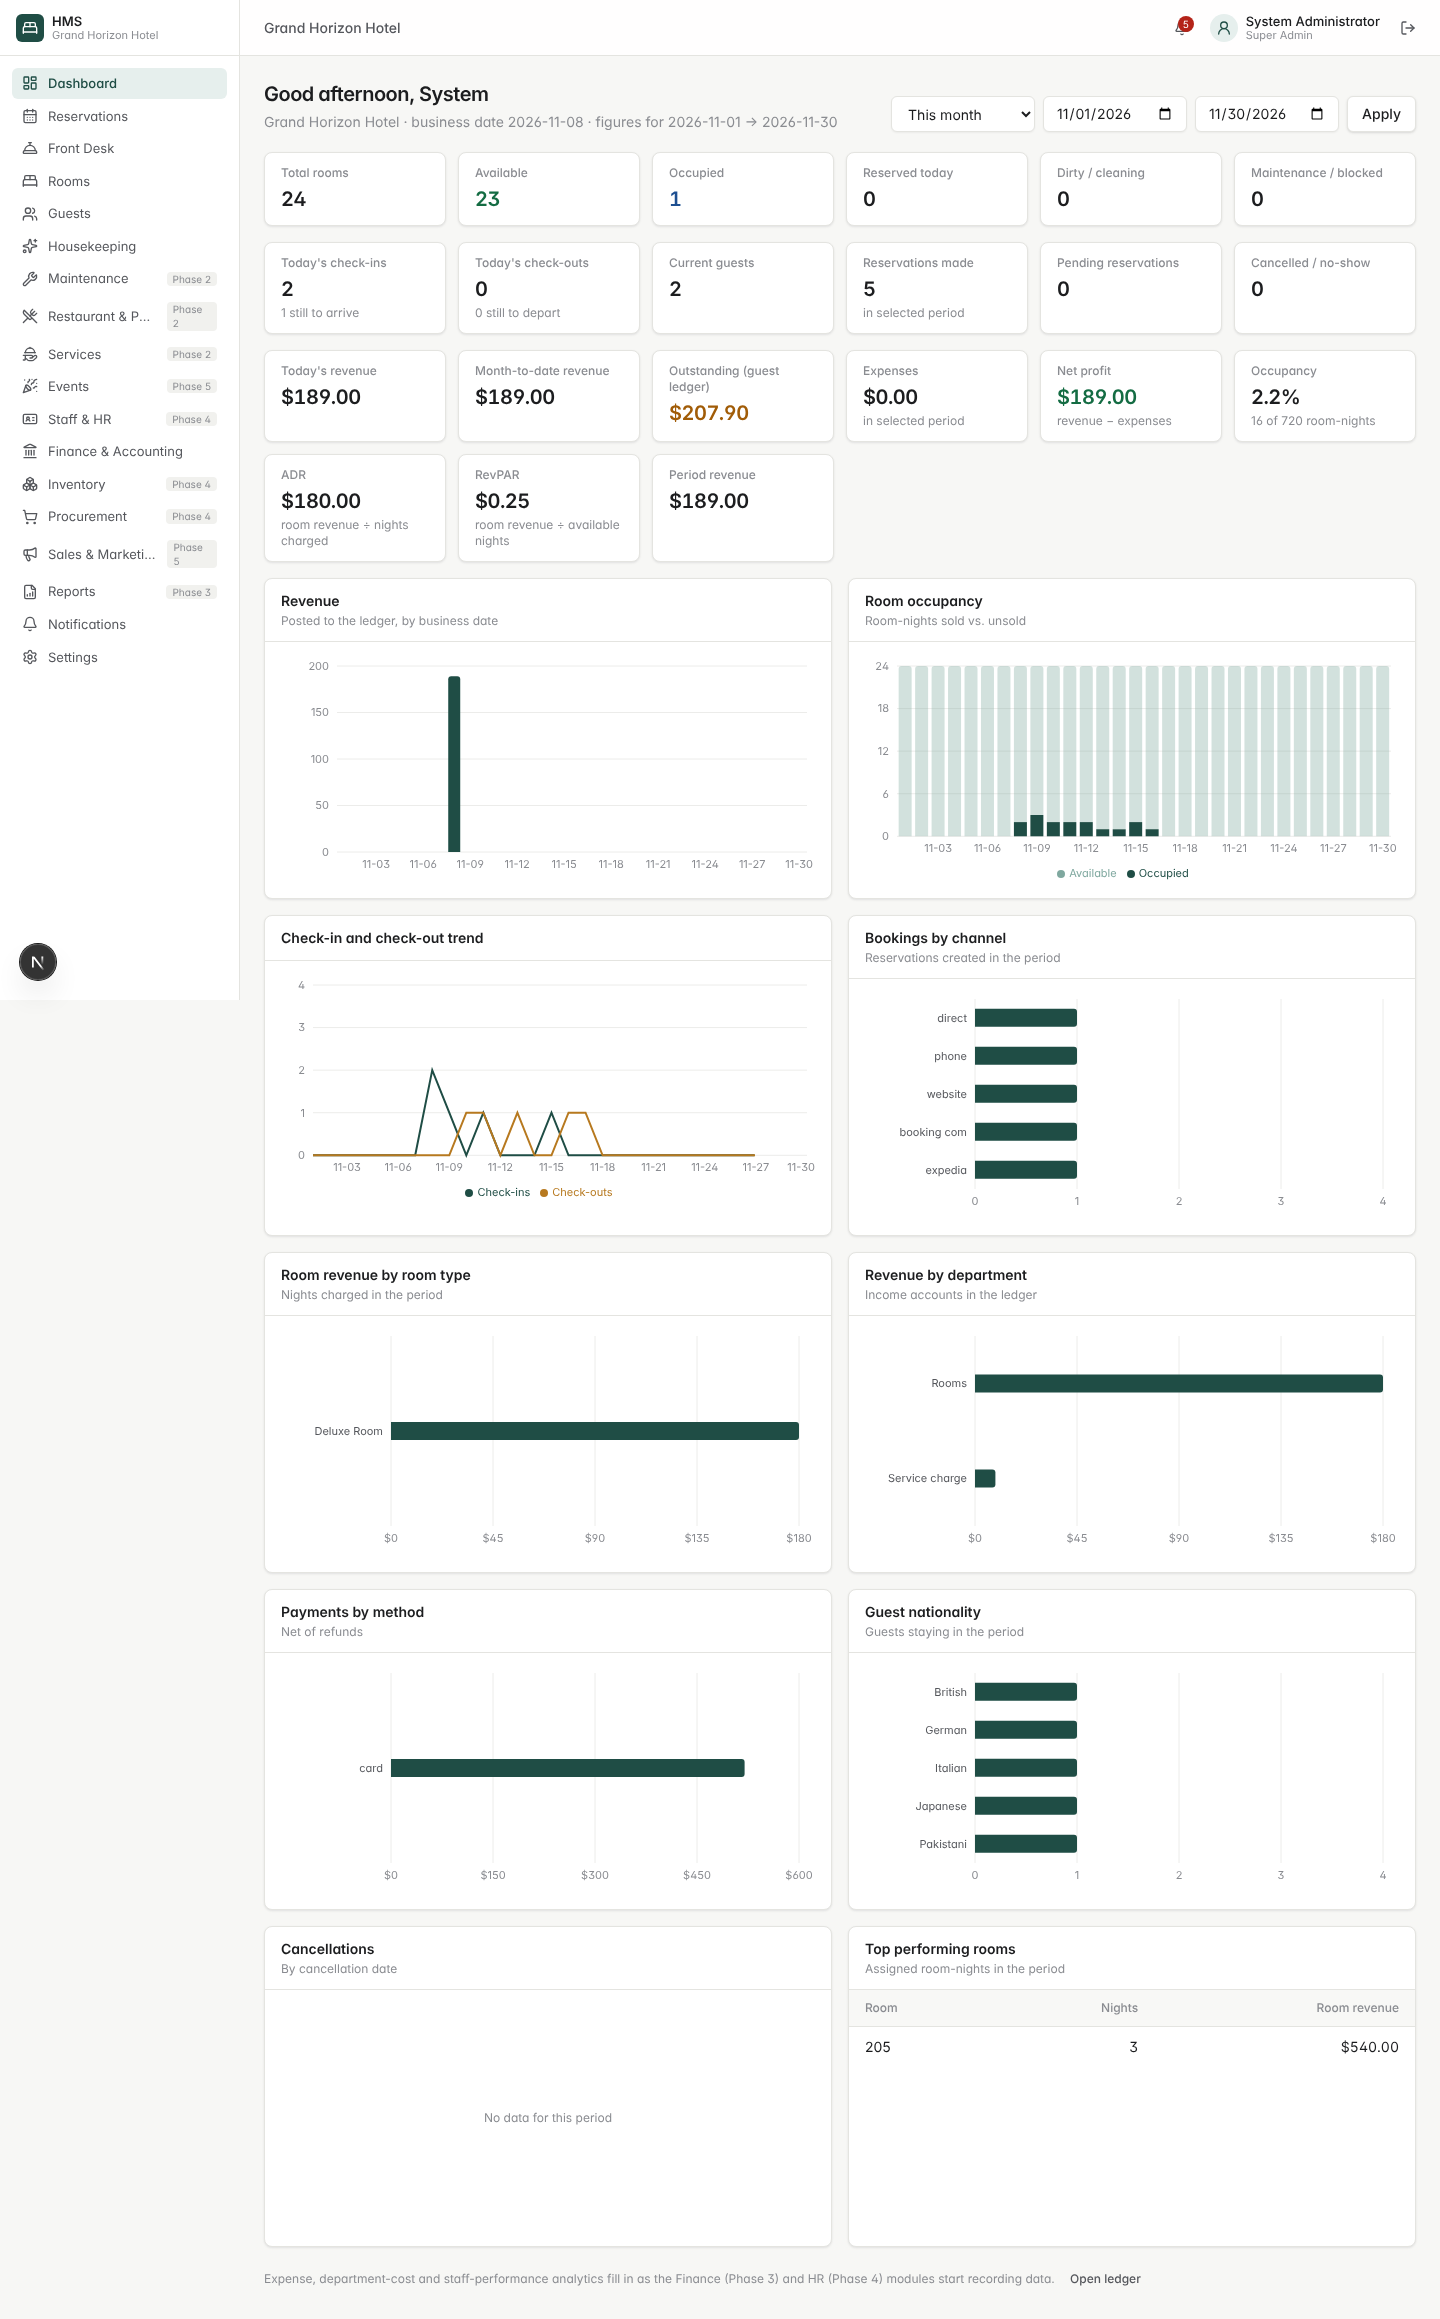 HMS
Grand Horizon Hotel
Dashboard
Reservations
Front Desk
Rooms
Guests
Housekeeping
Maintenance Phase 2
Restaurant & P... Phase 2
Services Phase 2
Events Phase 5
Staff & HR Phase 4
Finance & Accounting
Inventory Phase 4
Procurement Phase 4
Sales & Marketi... Phase 5
Reports Phase 3
Notifications
Settings
N
Grand Horizon Hotel
5
System Administrator
Super Admin
Good afternoon, System
Grand Horizon Hotel · business date 2026-11-08 · figures for 2026-11-01 → 2026-11-30
This month 11/01/2026 11/30/2026 Apply
Total rooms
24
Available
23
Occupied
1
Reserved today
0
Dirty / cleaning
0
Maintenance / blocked
0
Today's check-ins
2
1 still to arrive
Today's check-outs
0
0 still to depart
Current guests
2
Reservations made
5
in selected period
Pending reservations
0
Cancelled / no-show
0
Today's revenue
$189.00
Month-to-date revenue
$189.00
Outstanding (guest
ledger)
$207.90
Expenses
$0.00
in selected period
Net profit
$189.00
revenue − expenses
Occupancy
2.2%
16 of 720 room-nights
ADR
$180.00
room revenue ÷ nights
charged
RevPAR
$0.25
room revenue ÷ available
nights
Period revenue
$189.00
Revenue
Posted to the ledger, by business date
200
150
100
50
0
11-03 11-06 11-09 11-12 11-15 11-18 11-21 11-24 11-27 11-30
Room occupancy
Room-nights sold vs. unsold
24
18
12
6
0
11-03 11-06 11-09 11-12 11-15 11-18 11-21 11-24 11-27 11-30
Available Occupied
Check-in and check-out trend
4
3
2
1
0
11-03 11-06 11-09 11-12 11-15 11-18 11-21 11-24 11-27 11-30
Check-ins Check-outs
Bookings by channel
Reservations created in the period
direct
phone
website
booking com
expedia
0 1 2 3 4
Room revenue by room type
Nights charged in the period
Deluxe Room
$0 $45 $90 $135 $180
Revenue by department
Income accounts in the ledger
Rooms
Service charge
$0 $45 $90 $135 $180
Payments by method
Net of refunds
card
$0 $150 $300 $450 $600
Guest nationality
Guests staying in the period
British
German
Italian
Japanese
Pakistani
0 1 2 3 4
Cancellations
By cancellation date
No data for this period
Top performing rooms
Assigned room-nights in the period
Room Nights Room revenue
205 3 $540.00
Expense, department-cost and staff-performance analytics fill in as the Finance (Phase 3) and HR (Phase 4) modules start recording data. Open ledger